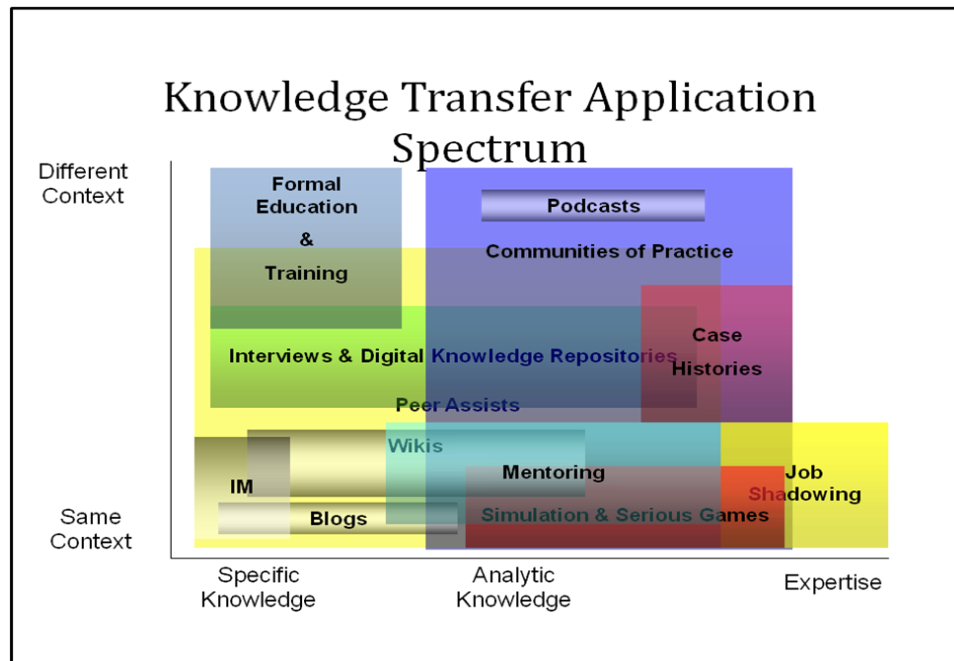 Knowledge Transfer Application
Spectrum
Different
Context
Formal
Education
&
Training
Podcasts
Communities of Practice
Case
Histories
Interviews & Digital Knowledge Repositories
Peer Assists
Wikis
IM
Mentoring
Job
Shadowing
Blogs
Simulation & Serious Games
Same
Context
Specific
Knowledge
Analytic
Knowledge
Expertise